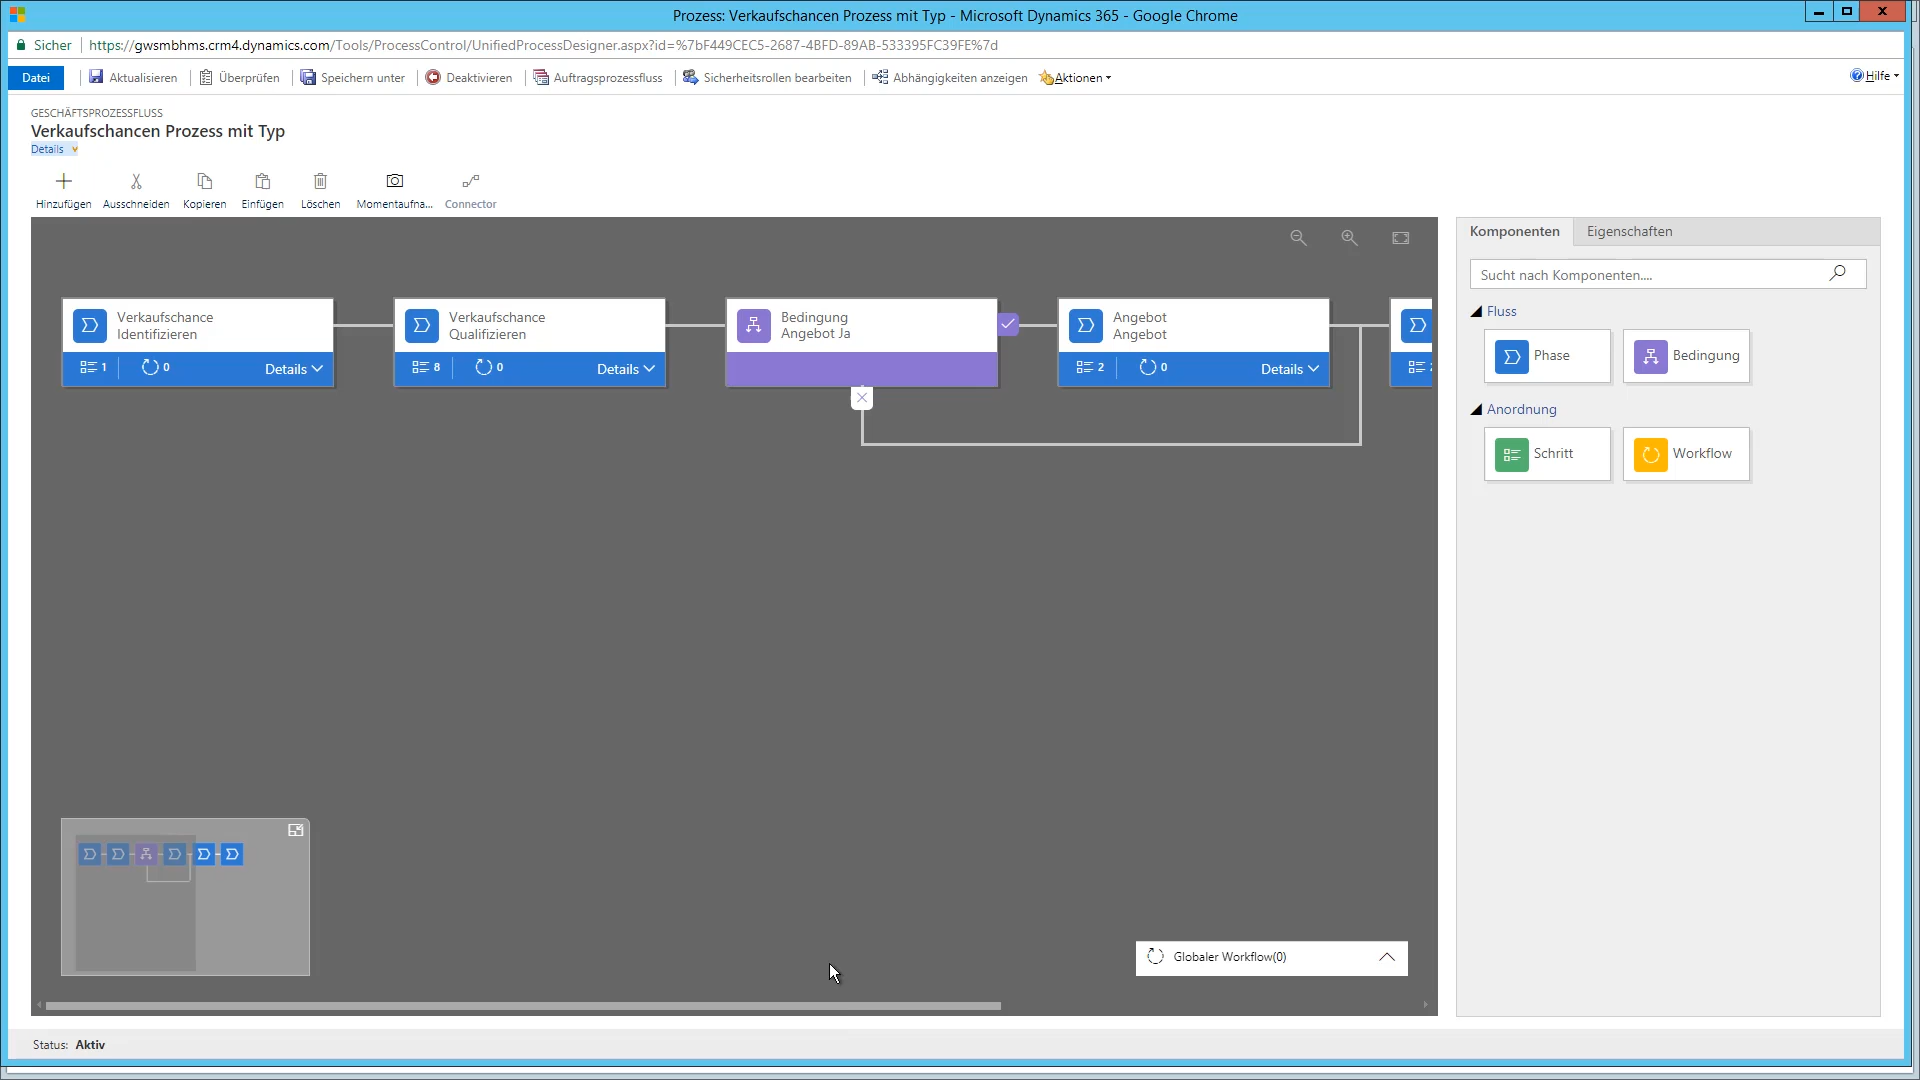 Prozess: Verkaufschancen Prozess mit Typ - Microsoft Dynamics 365 - Google Chrome
Sicher https://gwsmbhms.crm4.dynamics.com/Tools/ProcessControl/UnifiedProcessDesigner.aspx?id=%7bF449CEC5-2687-4BFD-89AB-533395FC39FE%7d
Datei Aktualisieren Überprüfen Speichern unter Deaktivieren Auftragsprozessfluss Sicherheitsrollen bearbeiten Abhängigkeiten anzeigen Aktionen Hilfe
GESCHÄFTSPROZESSFLUSS
Verkaufschancen Prozess mit Typ
Details
Hinzufügen Ausschneiden Kopieren Einfügen Löschen Momentaufna... Connector
Komponenten Eigenschaften
Sucht nach Komponenten....
Fluss
Phase Bedingung
Anordnung
Schritt Workflow
Verkaufschance
Identifizieren
1 0 Details
Verkaufschance
Qualifizieren
8 0 Details
Bedingung
Angebot Ja
Angebot
Angebot
2 0 Details
Globaler Workflow(0)
Status: Aktiv